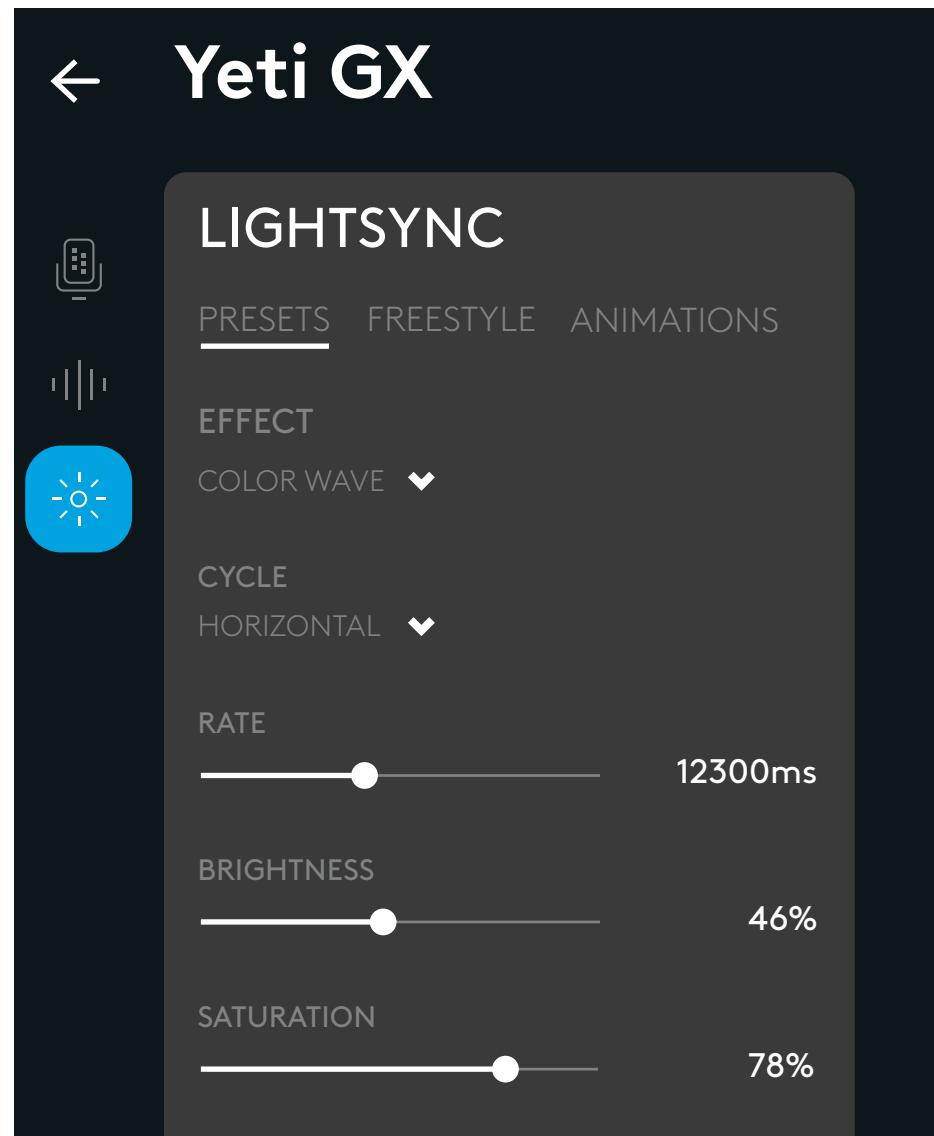 Yeti GX
LIGHTSYNC
PRESETS FREESTYLE ANIMATIONS
EFFECT
COLOR WAVE
CYCLE
HORIZONTAL
RATE
12300ms
BRIGHTNESS
46%
SATURATION
78%